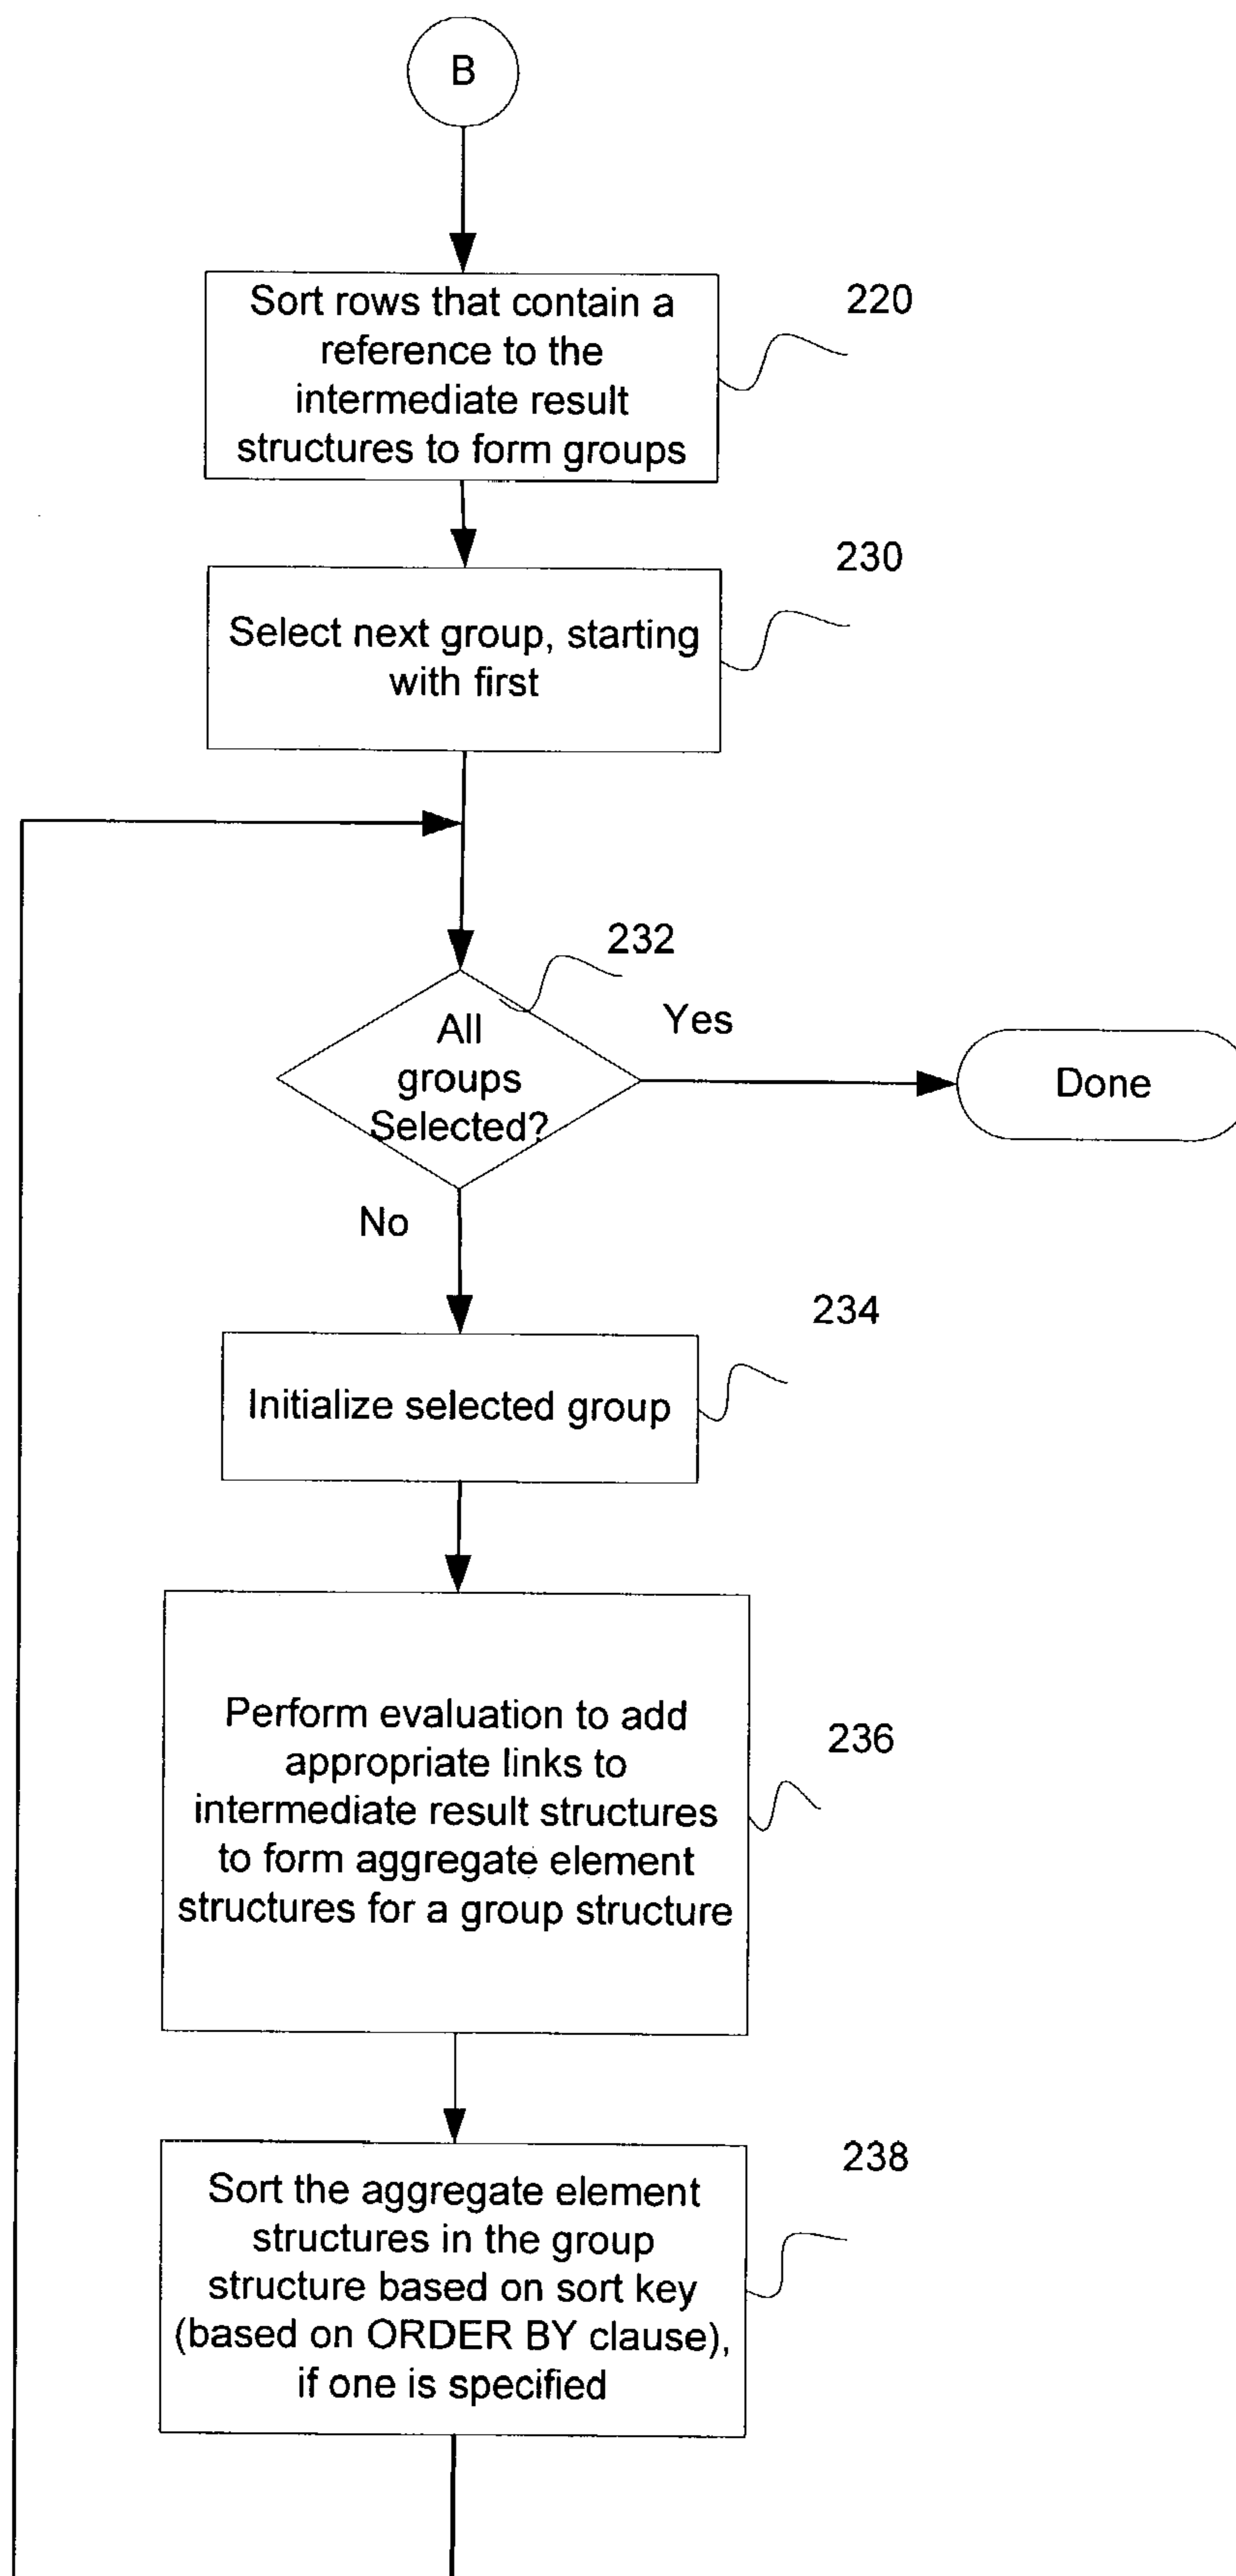 B
Sort rows that contain a
reference to the
intermediate result
structures to form groups
220
Select next group, starting
with first
230
232
All
groups
Selected?
Yes
Done
No
Initialize selected group
234
Perform evaluation to add
appropriate links to
intermediate result structures
to form aggregate element
structures for a group structure
236
Sort the aggregate element
structures in the group
structure based on sort key
(based on ORDER BY clause),
if one is specified
238